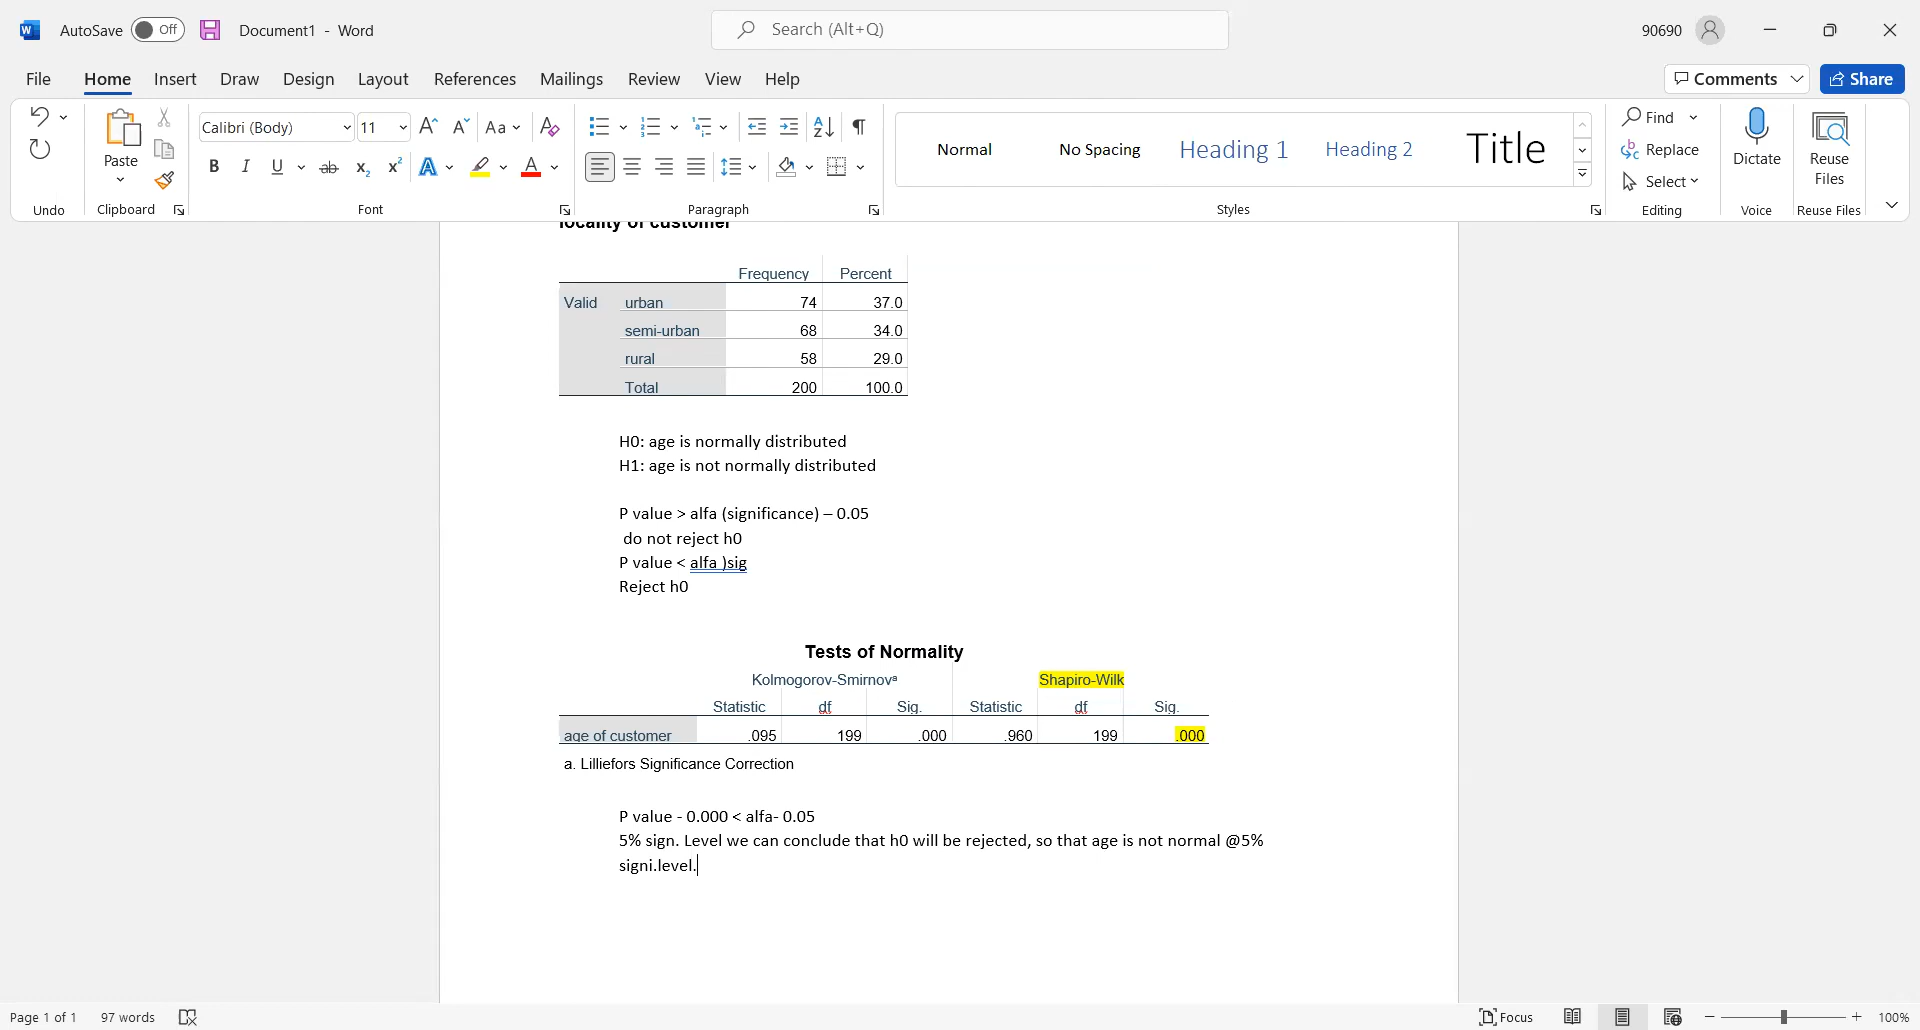 AutoSave Off Document1 - Word Search (Alt+Q) 90690
File Home Insert Draw Design Layout References Mailings Review View Help Comments Share
Paste
Undo Clipboard
Calibri (Body) 11 Aa
B I U ab x2 x2 A A
Font
Paragraph
Normal No Spacing Heading 1 Heading 2 Title
Styles
Find
Replace
Select
Editing
Dictate
Voice
Reuse
Files
Reuse Files
locality of customer
Frequency Percent
Valid urban 74 37.0
semi-urban 68 34.0
rural 58 29.0
Total 200 100.0
H0: age is normally distributed
H1: age is not normally distributed
P value > alfa (significance) – 0.05
do not reject h0
P value < alfa )sig
Reject h0
Tests of Normality
Kolmogorov-Smirnovᵃ Shapiro-Wilk
Statistic df Sig. Statistic df Sig.
age of customer .095 199 .000 .960 199 .000
a. Lilliefors Significance Correction
P value - 0.000 < alfa- 0.05
5% sign. Level we can conclude that h0 will be rejected, so that age is not normal @5%
signi.level.
Page 1 of 1 97 words Focus 100%